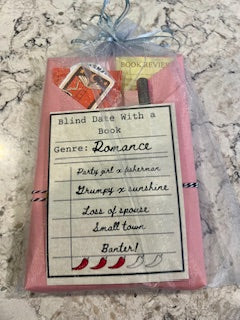 BOOK REVIEW
Blind Date With a
Book
Genre: Romance
Party girl x fisherman
Grumpy x sunshine
Loss of spouse
Small town
Banter!